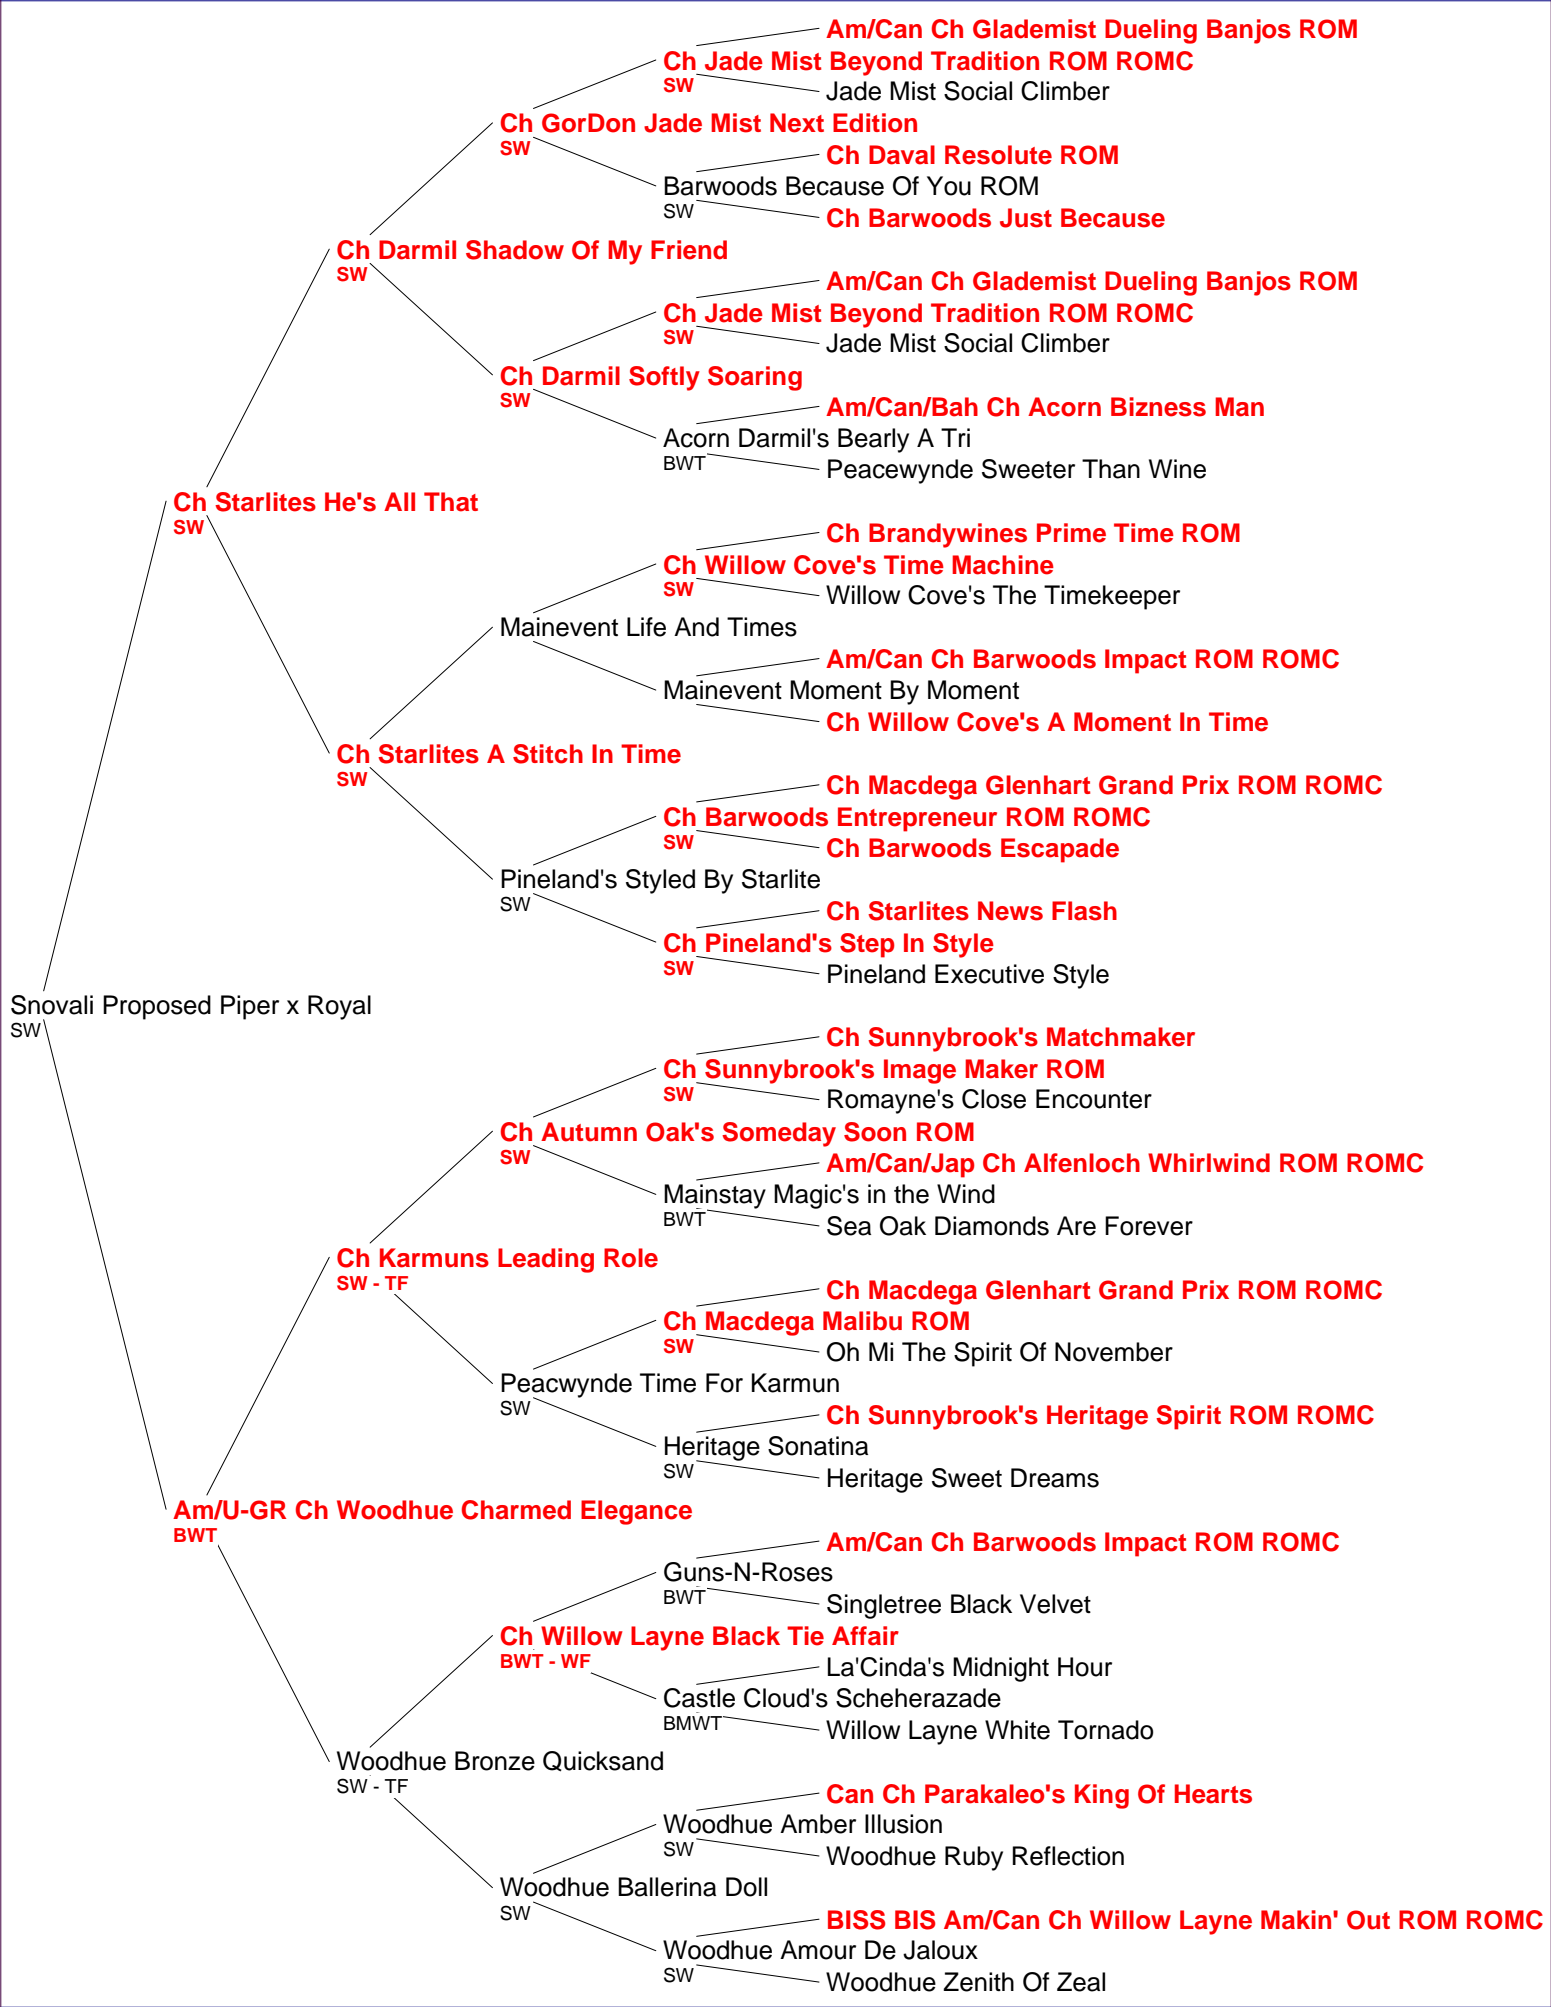 Am/Can Ch Glademist Dueling Banjos ROM
Ch Jade Mist Beyond Tradition ROM ROMC
SW
Jade Mist Social Climber
Ch GorDon Jade Mist Next Edition
SW
Ch Daval Resolute ROM
Barwoods Because Of You ROM
SW
Ch Barwoods Just Because
Ch Darmil Shadow Of My Friend
SW
Am/Can Ch Glademist Dueling Banjos ROM
Ch Jade Mist Beyond Tradition ROM ROMC
SW
Jade Mist Social Climber
Ch Darmil Softly Soaring
SW
Am/Can/Bah Ch Acorn Bizness Man
Acorn Darmil's Bearly A Tri
BWT
Peacewynde Sweeter Than Wine
Ch Starlites He's All That
SW
Ch Brandywines Prime Time ROM
Ch Willow Cove's Time Machine
SW
Willow Cove's The Timekeeper
Mainevent Life And Times
Am/Can Ch Barwoods Impact ROM ROMC
Mainevent Moment By Moment
Ch Willow Cove's A Moment In Time
Ch Starlites A Stitch In Time
SW
Ch Macdega Glenhart Grand Prix ROM ROMC
Ch Barwoods Entrepreneur ROM ROMC
SW
Ch Barwoods Escapade
Pineland's Styled By Starlite
SW
Ch Starlites News Flash
Ch Pineland's Step In Style
SW
Pineland Executive Style
Snovali Proposed Piper x Royal
SW
Ch Sunnybrook's Matchmaker
Ch Sunnybrook's Image Maker ROM
SW
Romayne's Close Encounter
Ch Autumn Oak's Someday Soon ROM
SW
Am/Can/Jap Ch Alfenloch Whirlwind ROM ROMC
Mainstay Magic's in the Wind
BWT
Sea Oak Diamonds Are Forever
Ch Karmuns Leading Role
SW - TF
Ch Macdega Glenhart Grand Prix ROM ROMC
Ch Macdega Malibu ROM
SW
Oh Mi The Spirit Of November
Peacwynde Time For Karmun
SW
Ch Sunnybrook's Heritage Spirit ROM ROMC
Heritage Sonatina
SW
Heritage Sweet Dreams
Am/U-GR Ch Woodhue Charmed Elegance
BWT
Am/Can Ch Barwoods Impact ROM ROMC
Guns-N-Roses
BWT
Singletree Black Velvet
Ch Willow Layne Black Tie Affair
BWT - WF
La'Cinda's Midnight Hour
Castle Cloud's Scheherazade
BMWT
Willow Layne White Tornado
Woodhue Bronze Quicksand
SW - TF
Can Ch Parakaleo's King Of Hearts
Woodhue Amber Illusion
SW
Woodhue Ruby Reflection
Woodhue Ballerina Doll
SW
BISS BIS Am/Can Ch Willow Layne Makin' Out ROM ROMC
Woodhue Amour De Jaloux
SW
Woodhue Zenith Of Zeal